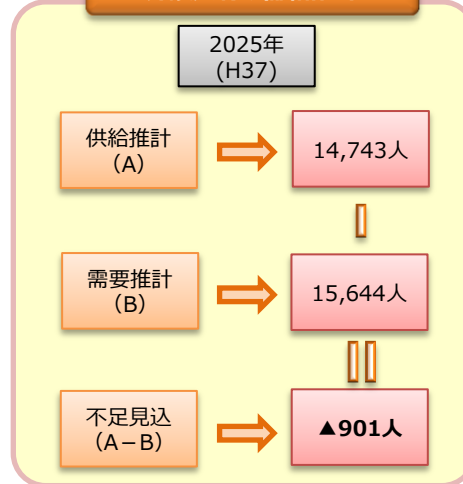 2025年
(H37)
供給推計
（A）
14,743人
需要推計
（B）
15,644人
不足見込
（A−B）
▲901人